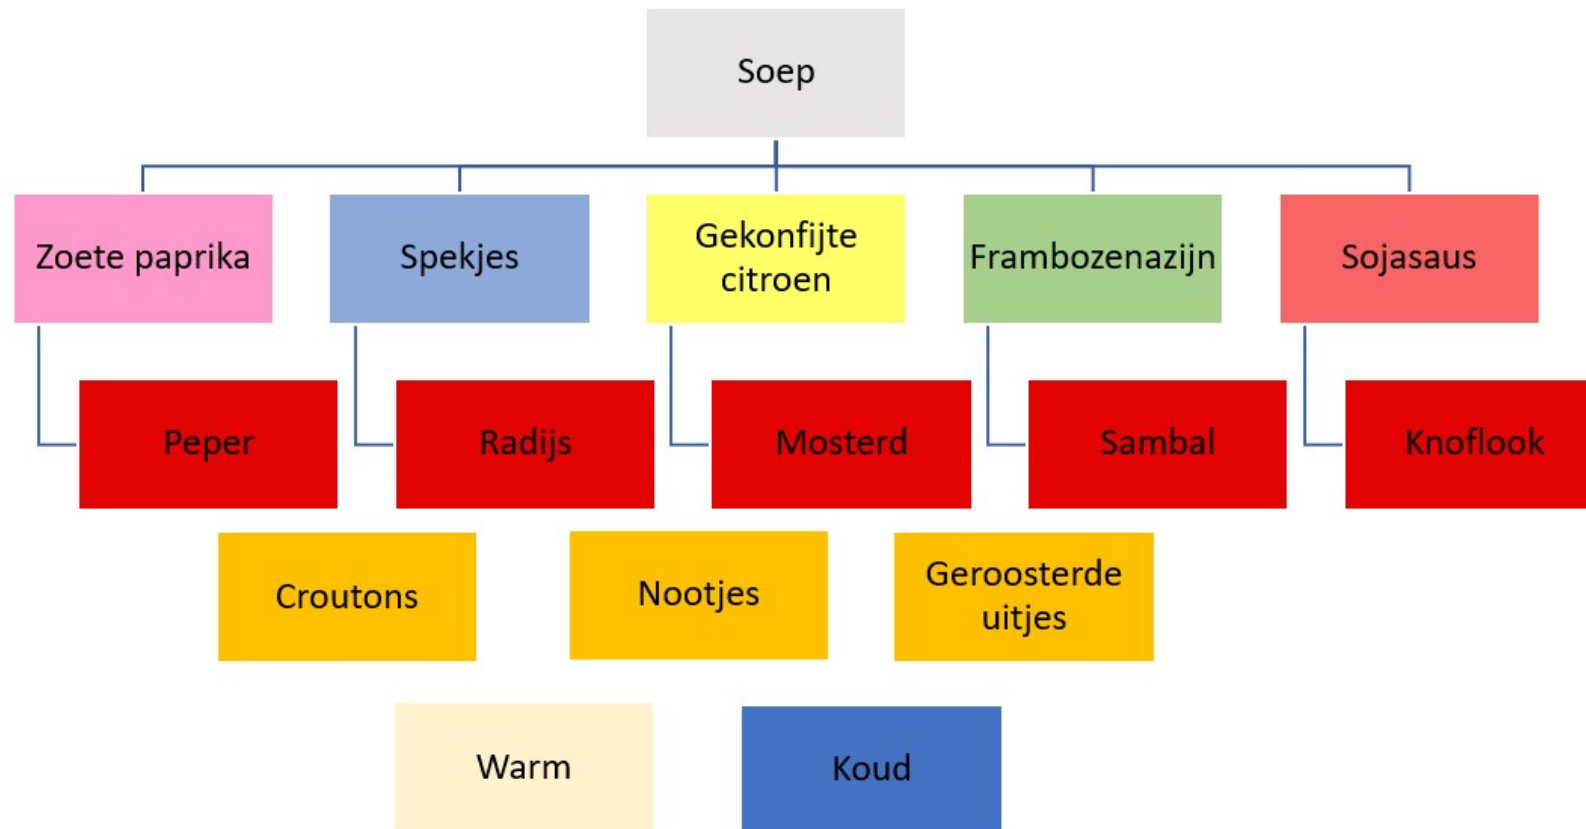 Soep
Zoete paprika
Spekjes
Gekonfijte
citroen
Frambozenazijn
Sojasaus
Peper
Radijs
Mosterd
Sambal
Knoflook
Croutons
Nootjes
Geroosterde
uitjes
Warm
Koud